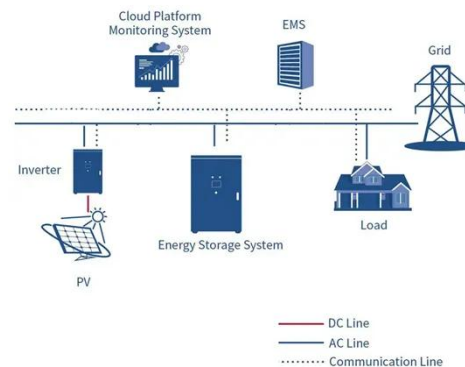 Cloud Platform
Monitoring System
EMS
Grid
Inverter
Energy Storage System
Load
PV
DC Line
AC Line
Communication Line